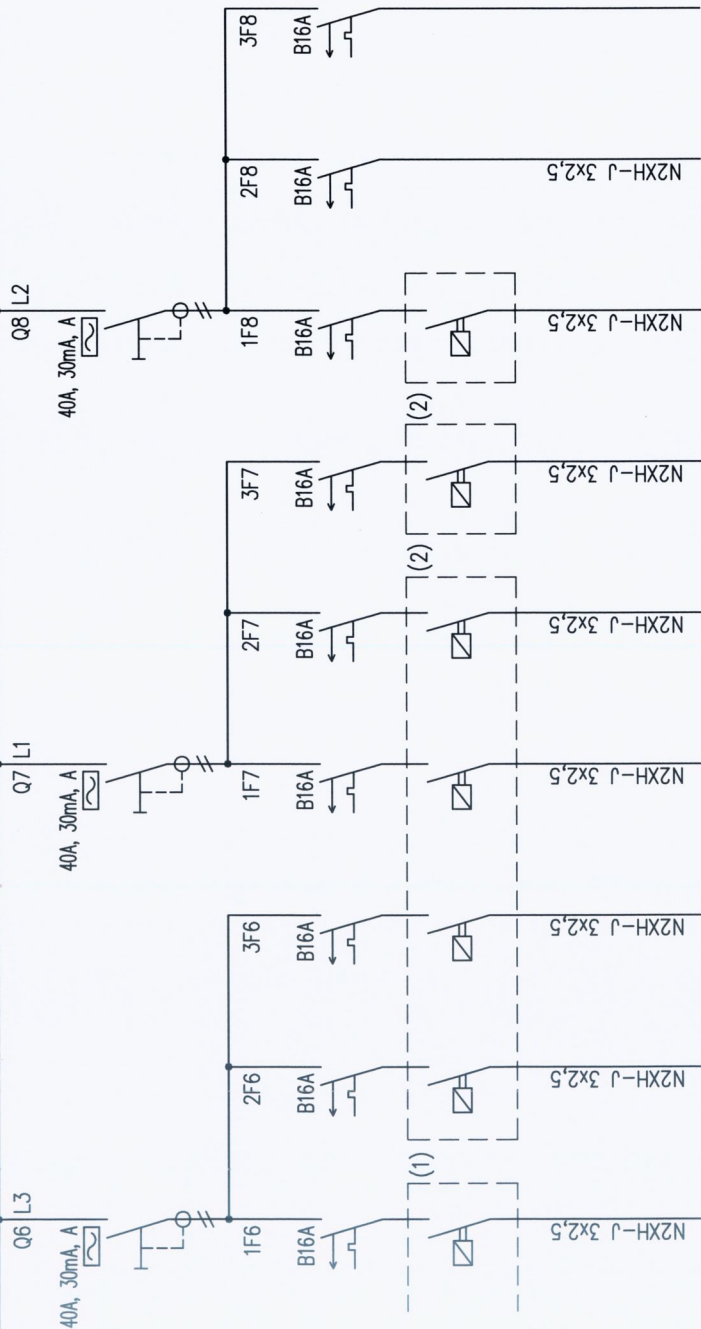 Q6 L3
40A, 30mA, A
1F6
B16A
N2XH-J 3x2,5
(1)
2F6
B16A
N2XH-J 3x2,5
3F6
B16A
N2XH-J 3x2,5
Q7 L1
40A, 30mA, A
1F7
B16A
N2XH-J 3x2,5
2F7
B16A
N2XH-J 3x2,5
(2)
3F7
B16A
N2XH-J 3x2,5
(2)
Q8 L2
40A, 30mA, A
1F8
B16A
N2XH-J 3x2,5
2F8
B16A
N2XH-J 3x2,5
3F8
B16A